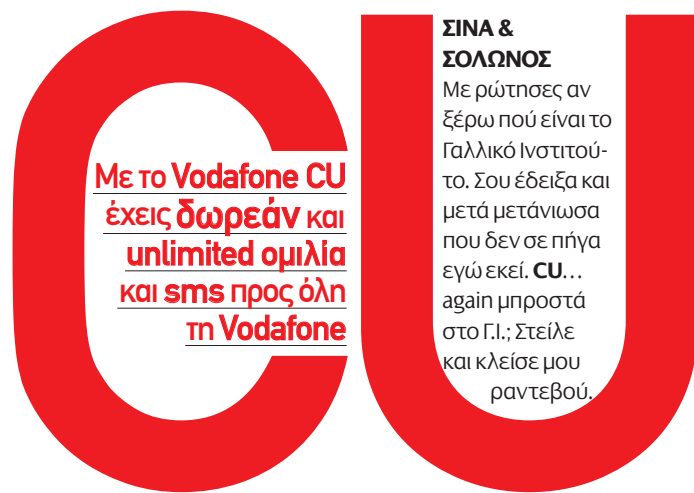 CU
Με το Vodafone CU
έχεις δωρεάν και
unlimited ομιλία
και sms προς όλη
τη Vodafone
ΣΙΝΑ &
ΣΟΛΩΝΟΣ
Με ρώτησες αν
ξέρω πού είναι το
Γαλλικό Ινστιτού-
το. Σου έδειξα και
μετά μετάνιωσα
που δεν σε πήγα
εγώ εκεί. CU...
again μπροστά
στο Γ.Ι.; Στείλε
και κλείσε μου
ραντεβού.